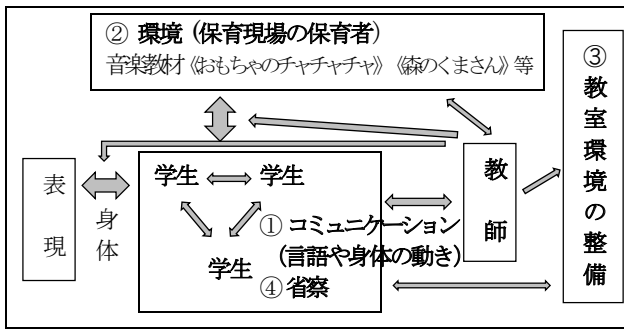 ② 環境 (保育現場の保育者)
音楽教材《おもちゃのチャチャチャ》《森のくまさん》等
③教室環境の整備
表現
身体
学生 学生
学生
① コミュニケーション
(言語や身体の動き)
④ 省察
教師